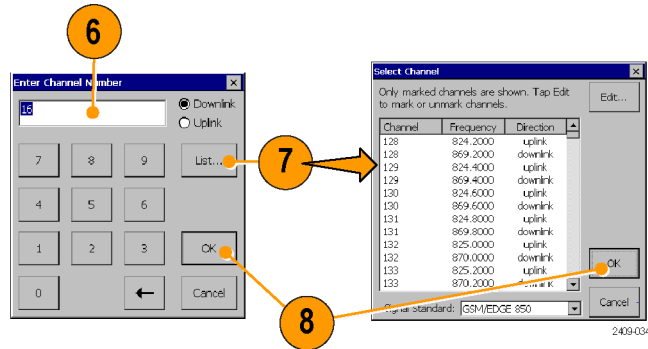 6
Enter Channel Number
16
Downlink
Uplink
7 8 9 List...
4 5 6
1 2 3 OK
0 Cancel
7
8
Select Channel
Only marked channels are shown. Tap Edit
to mark or unmark channels.
Edit...
Channel Frequency Direction
128 824.2000 uplink
128 869.2000 downlink
129 824.4000 uplink
129 869.4000 downlink
130 824.6000 uplink
130 869.6000 downlink
131 824.8000 uplink
131 869.8000 downlink
132 825.0000 uplink
132 870.0000 downlink
133 825.2000 uplink
133 870.2000 downlink
OK
Signal Standard: GSM/EDGE 850
Cancel
2409-034